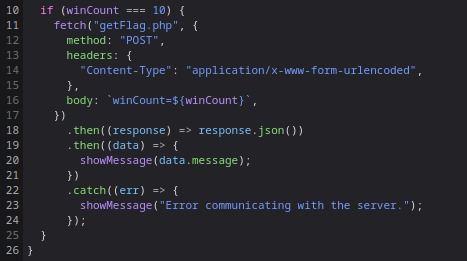 10 if (winCount === 10) {
11 fetch("getFlag.php", {
12 method: "POST",
13 headers: {
14 "Content-Type": "application/x-www-form-urlencoded",
15 },
16 body: `winCount=${winCount}`,
17 })
18 .then((response) => response.json())
19 .then((data) => {
20 showMessage(data.message);
21 })
22 .catch((err) => {
23 showMessage("Error communicating with the server.");
24 });
25 }
26 }